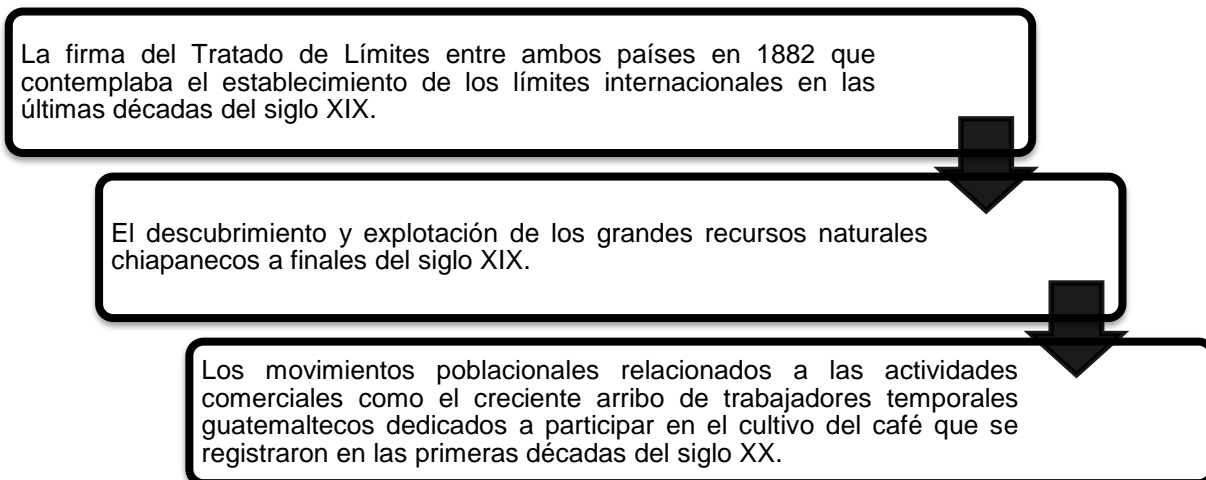 La firma del Tratado de Límites entre ambos países en 1882 que
contemplaba el establecimiento de los límites internacionales en las
últimas décadas del siglo XIX.
El descubrimiento y explotación de los grandes recursos naturales
chiapanecos a finales del siglo XIX.
Los movimientos poblacionales relacionados a las actividades
comerciales como el creciente arribo de trabajadores temporales
guatemaltecos dedicados a participar en el cultivo del café que se
registraron en las primeras décadas del siglo XX.